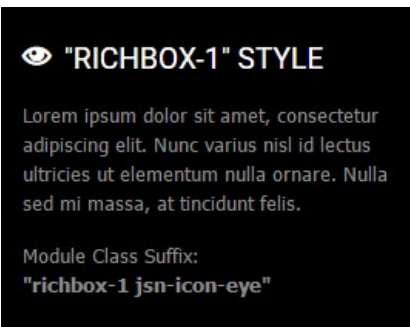 "RICHBOX-1" STYLE
Lorem ipsum dolor sit amet, consectetur
adipiscing elit. Nunc varius nisl id lectus
ultricies ut elementum nulla ornare. Nulla
sed mi massa, at tincidunt felis.
Module Class Suffix:
"richbox-1 jsn-icon-eye"